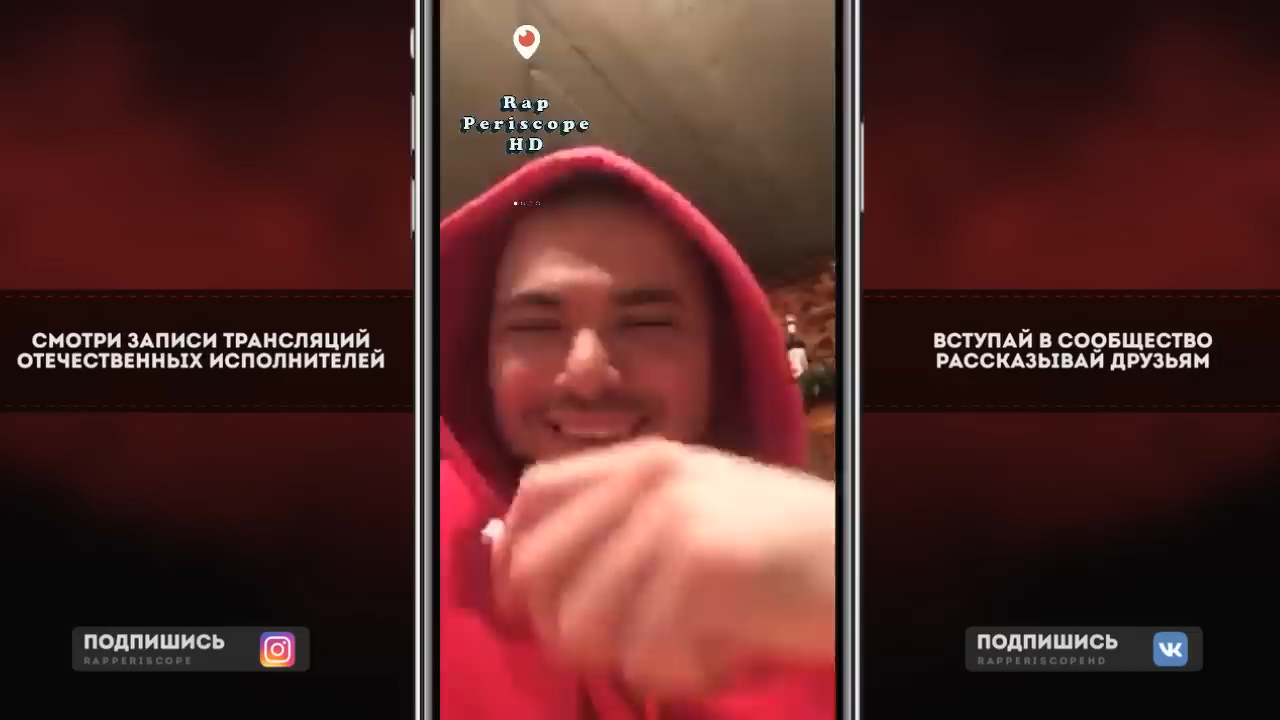 Rap
Periscope
HD
СМОТРИ ЗАПИСИ ТРАНСЛЯЦИЙ
ОТЕЧЕСТВЕННЫХ ИСПОЛНИТЕЛЕЙ
ВСТУПАЙ В СООБЩЕСТВО
РАССКАЗЫВАЙ ДРУЗЬЯМ
ПОДПИШИСЬ
RAPPERISCOPE
ПОДПИШИСЬ
RAPPERISCOPEHD